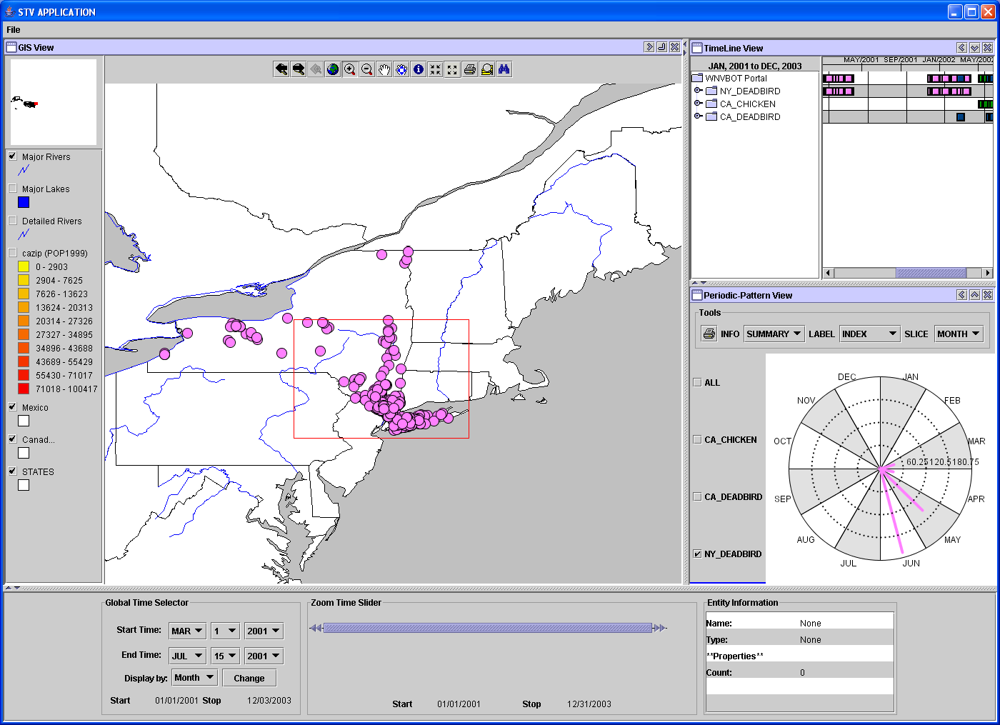 STV APPLICATION
File
GIS View
Major Rivers
Major Lakes
Detailed Rivers
cazip (POP1999)
0 - 2903
2904 - 7625
7626 - 13623
13624 - 20313
20314 - 27326
27327 - 34895
34896 - 43688
43689 - 55429
55430 - 71017
71018 - 100417
Mexico
Canad...
STATES
TimeLine View
JAN, 2001 to DEC, 2003
MAY/2001 SEP/2001 JAN/2002 MAY/2002
WNVBOT Portal
NY_DEADBIRD
CA_CHICKEN
CA_DEADBIRD
Periodic-Pattern View
Tools
INFO SUMMARY LABEL INDEX SLICE MONTH
ALL
CA_CHICKEN
CA_DEADBIRD
NY_DEADBIRD
DEC JAN
NOV FEB
OCT MAR
60.25120.5180.75
SEP APR
AUG MAY
JUL JUN
Global Time Selector
Start Time: MAR 1 2001
End Time: JUL 15 2001
Display by: Month Change
Start 01/01/2001 Stop 12/03/2003
Zoom Time Slider
Start 01/01/2001 Stop 12/31/2003
Entity Information
Name: None
Type: None
**Properties**
Count: 0